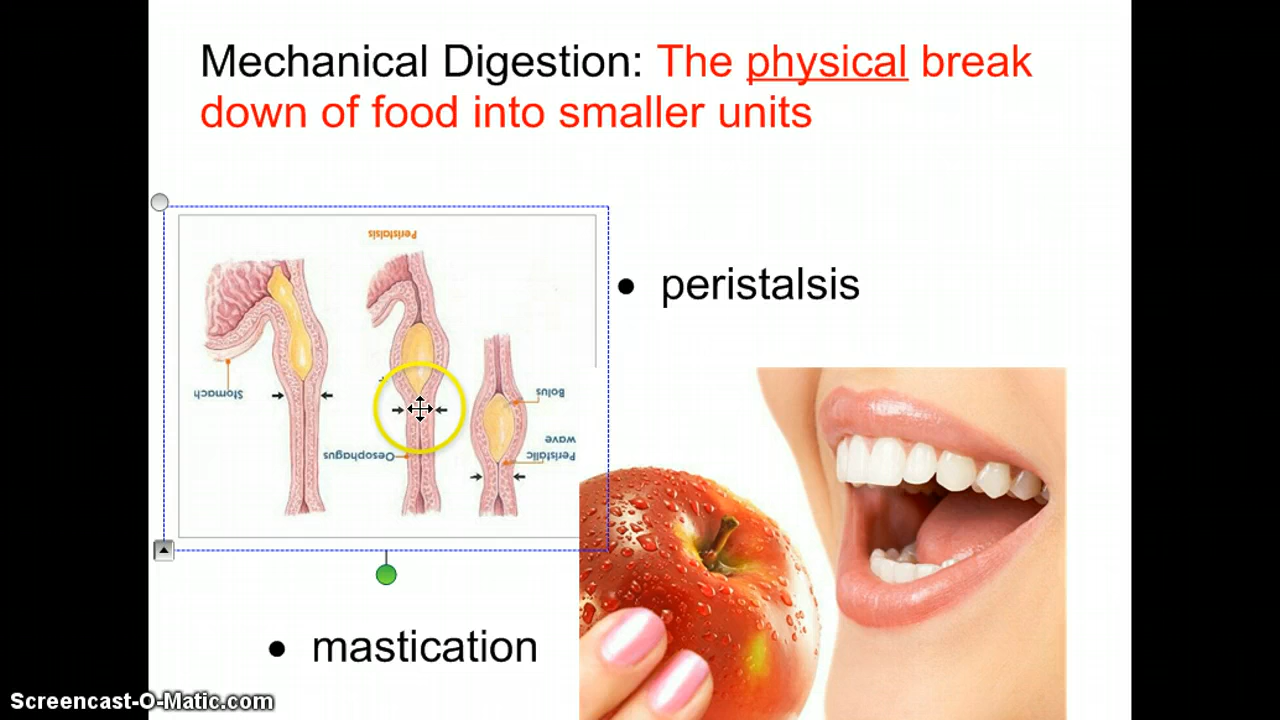 Mechanical Digestion: The physical break
down of food into smaller units
Peristalsis
• peristalsis
Stomach
Bolus
wave
Peristalic
Oesophagus
• mastication
Screencast-O-Matic.com